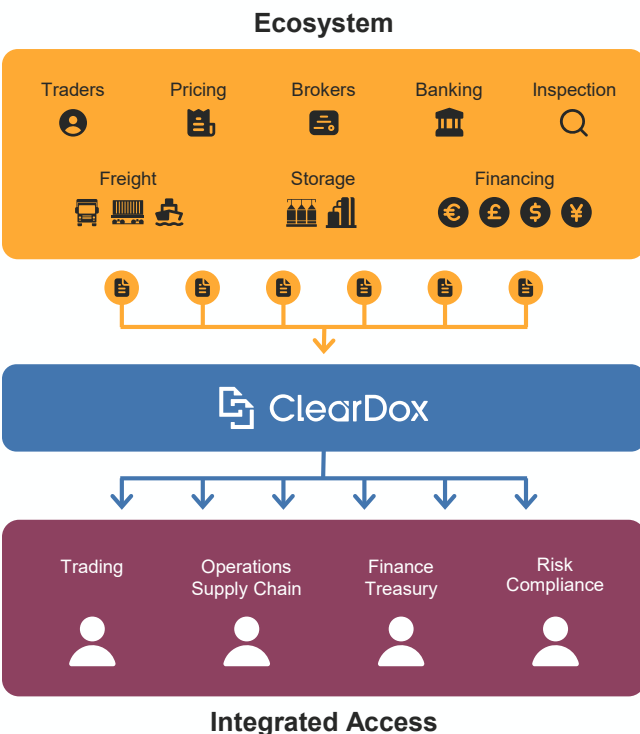 Ecosystem
Traders Pricing Brokers Banking Inspection
Freight Storage Financing
€ £ $ ¥
ClearDox
Trading Operations Finance Risk
Supply Chain Treasury Compliance
Integrated Access